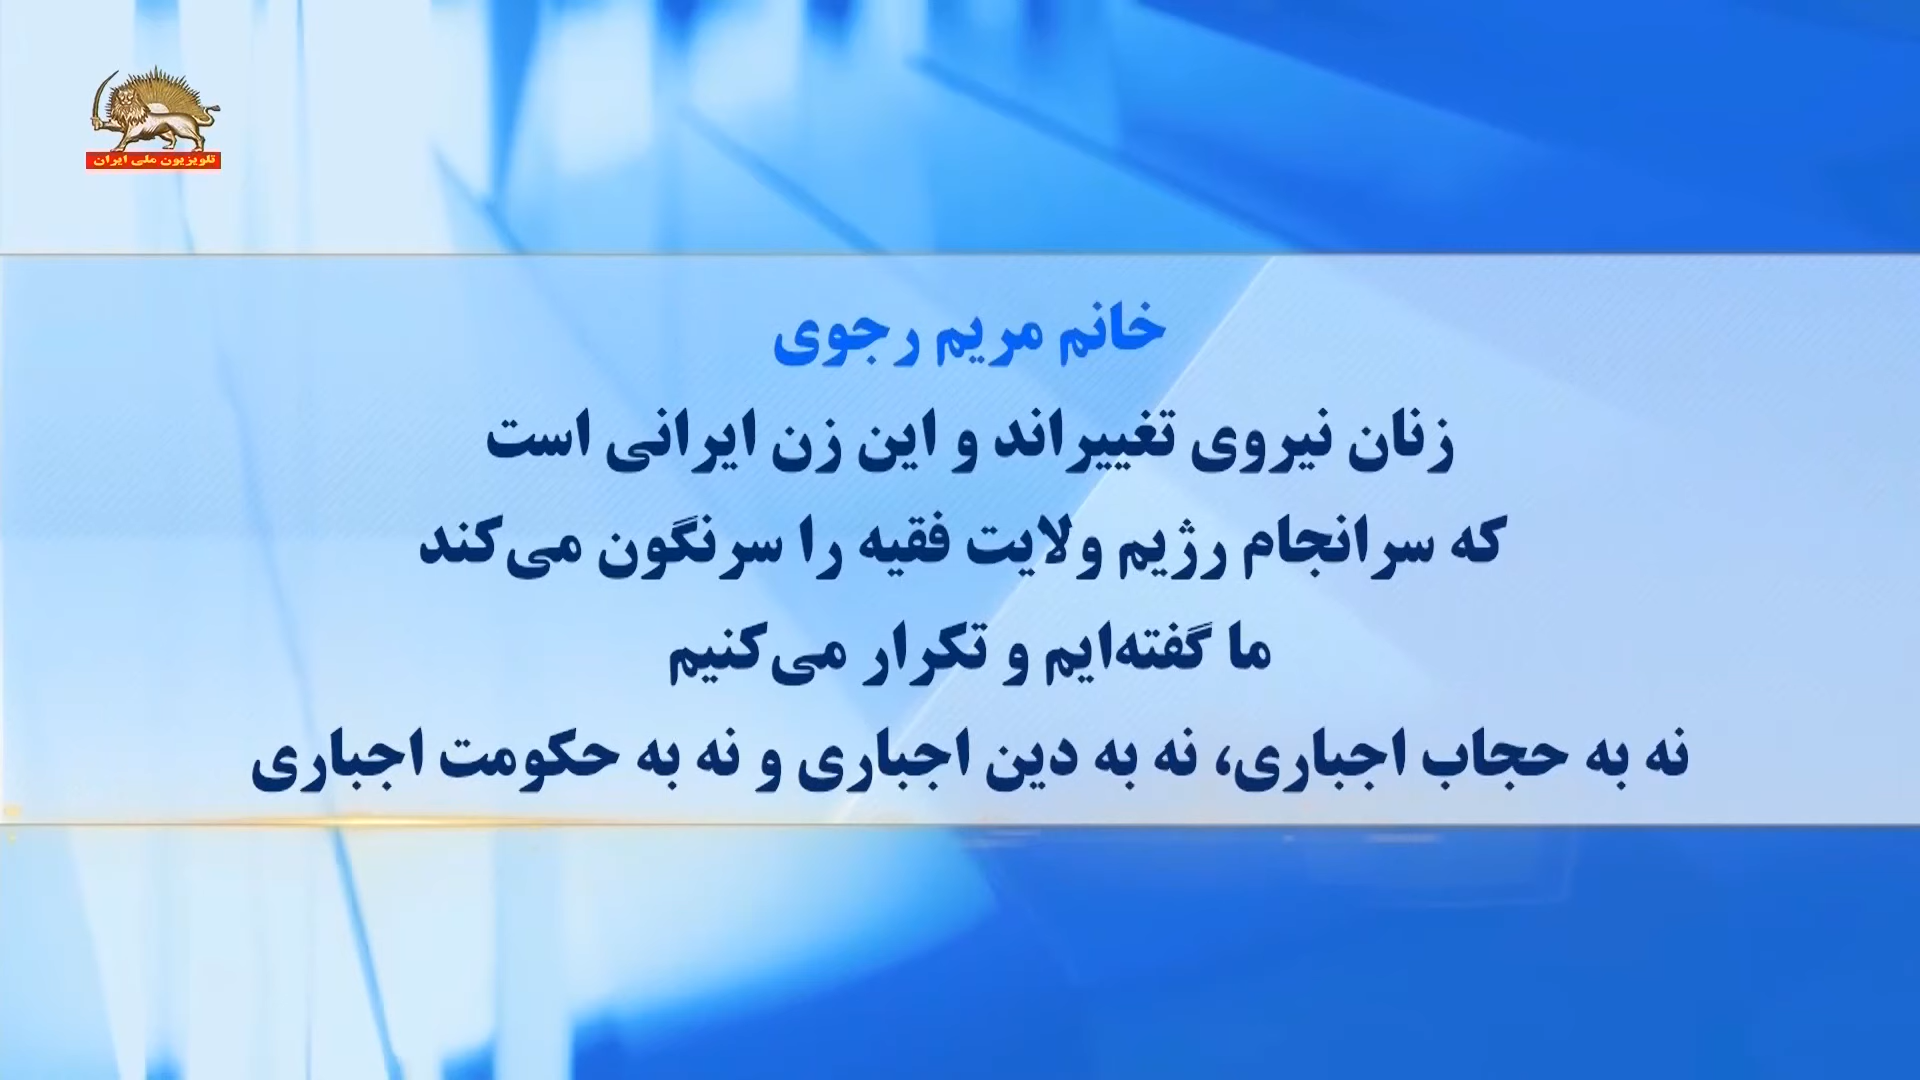 تلویزیون ملی ایران
خانم مریم رجوی
زنان نیروی تغییراند و این زن ایرانی است
که سرانجام رژیم ولایت فقیه را سرنگون می‌کند
ما گفته‌ایم و تکرار می‌کنیم
نه به حجاب اجباری، نه به دین اجباری و نه به حکومت اجباری